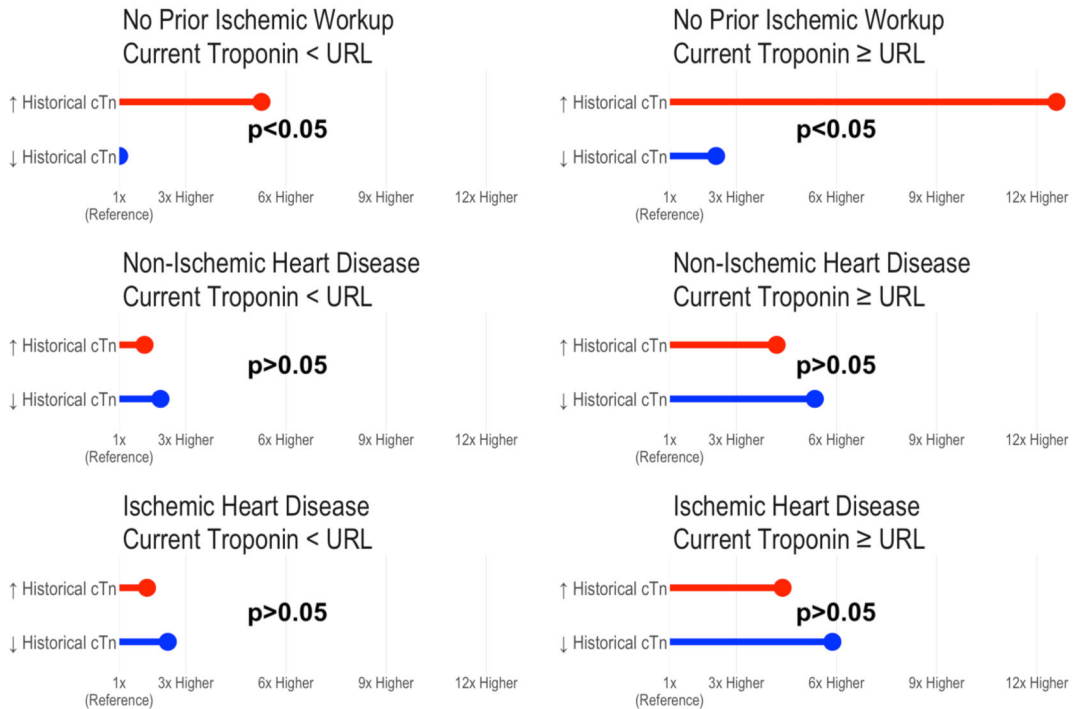 No Prior Ischemic Workup
Current Troponin < URL
↑ Historical cTn
p<0.05
↓ Historical cTn
1x 3x Higher 6x Higher 9x Higher 12x Higher
(Reference)
No Prior Ischemic Workup
Current Troponin ≥ URL
↑ Historical cTn
p<0.05
↓ Historical cTn
1x 3x Higher 6x Higher 9x Higher 12x Higher
(Reference)
Non-Ischemic Heart Disease
Current Troponin < URL
↑ Historical cTn
p>0.05
↓ Historical cTn
1x 3x Higher 6x Higher 9x Higher 12x Higher
(Reference)
Non-Ischemic Heart Disease
Current Troponin ≥ URL
↑ Historical cTn
p>0.05
↓ Historical cTn
1x 3x Higher 6x Higher 9x Higher 12x Higher
(Reference)
Ischemic Heart Disease
Current Troponin < URL
↑ Historical cTn
p>0.05
↓ Historical cTn
1x 3x Higher 6x Higher 9x Higher 12x Higher
(Reference)
Ischemic Heart Disease
Current Troponin ≥ URL
↑ Historical cTn
p>0.05
↓ Historical cTn
1x 3x Higher 6x Higher 9x Higher 12x Higher
(Reference)